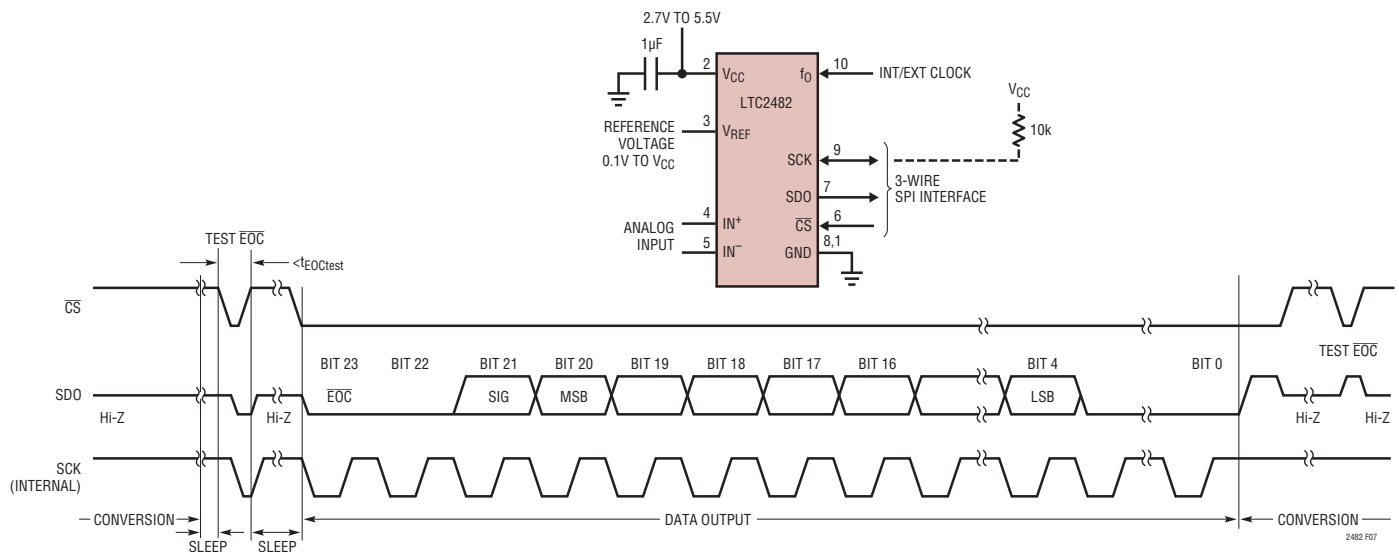 2.7V TO 5.5V
1µF
2
VCC
fO
10
INT/EXT CLOCK
LTC2482
VCC
10k
REFERENCE
VOLTAGE
0.1V TO VCC
3
VREF
SCK
9
SDO
7
3-WIRE
SPI INTERFACE
ANALOG
INPUT
4
IN+
CS
6
5
IN−
GND
8,1
TEST EOC
<tEOCtest
CS
BIT 23
BIT 22
BIT 21
BIT 20
BIT 19
BIT 18
BIT 17
BIT 16
BIT 4
BIT 0
TEST EOC
SDO
EOC
SIG
MSB
LSB
Hi-Z
Hi-Z
Hi-Z
Hi-Z
SCK
(INTERNAL)
CONVERSION
DATA OUTPUT
CONVERSION
SLEEP
SLEEP
2482 F07